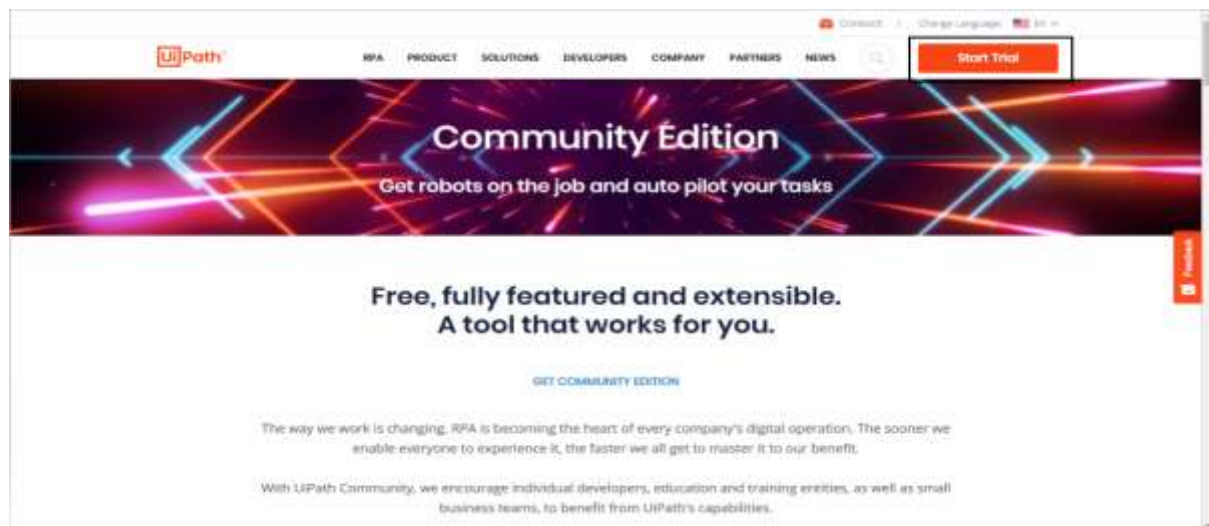 Contact
Change Language: EN
UiPath
RPA PRODUCT SOLUTIONS DEVELOPERS COMPANY PARTNERS NEWS
Start Trial
Community Edition
Get robots on the job and auto pilot your tasks
Feedback
Free, fully featured and extensible.
A tool that works for you.
GET COMMUNITY EDITION
The way we work is changing. RPA is becoming the heart of every company's digital operation. The sooner we
enable everyone to experience it, the faster we all get to master it to our benefit.
With UiPath Community, we encourage individual developers, education and training entities, as well as small
business teams, to benefit from UiPath's capabilities.